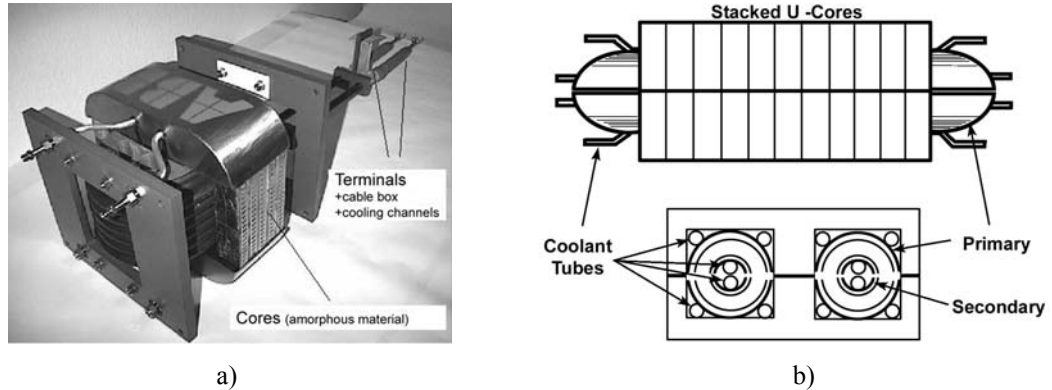 Terminals
+cable box
+cooling channels
Cores (amorphous material)
a)
Stacked U -Cores
Coolant
Tubes
Primary
Secondary
b)